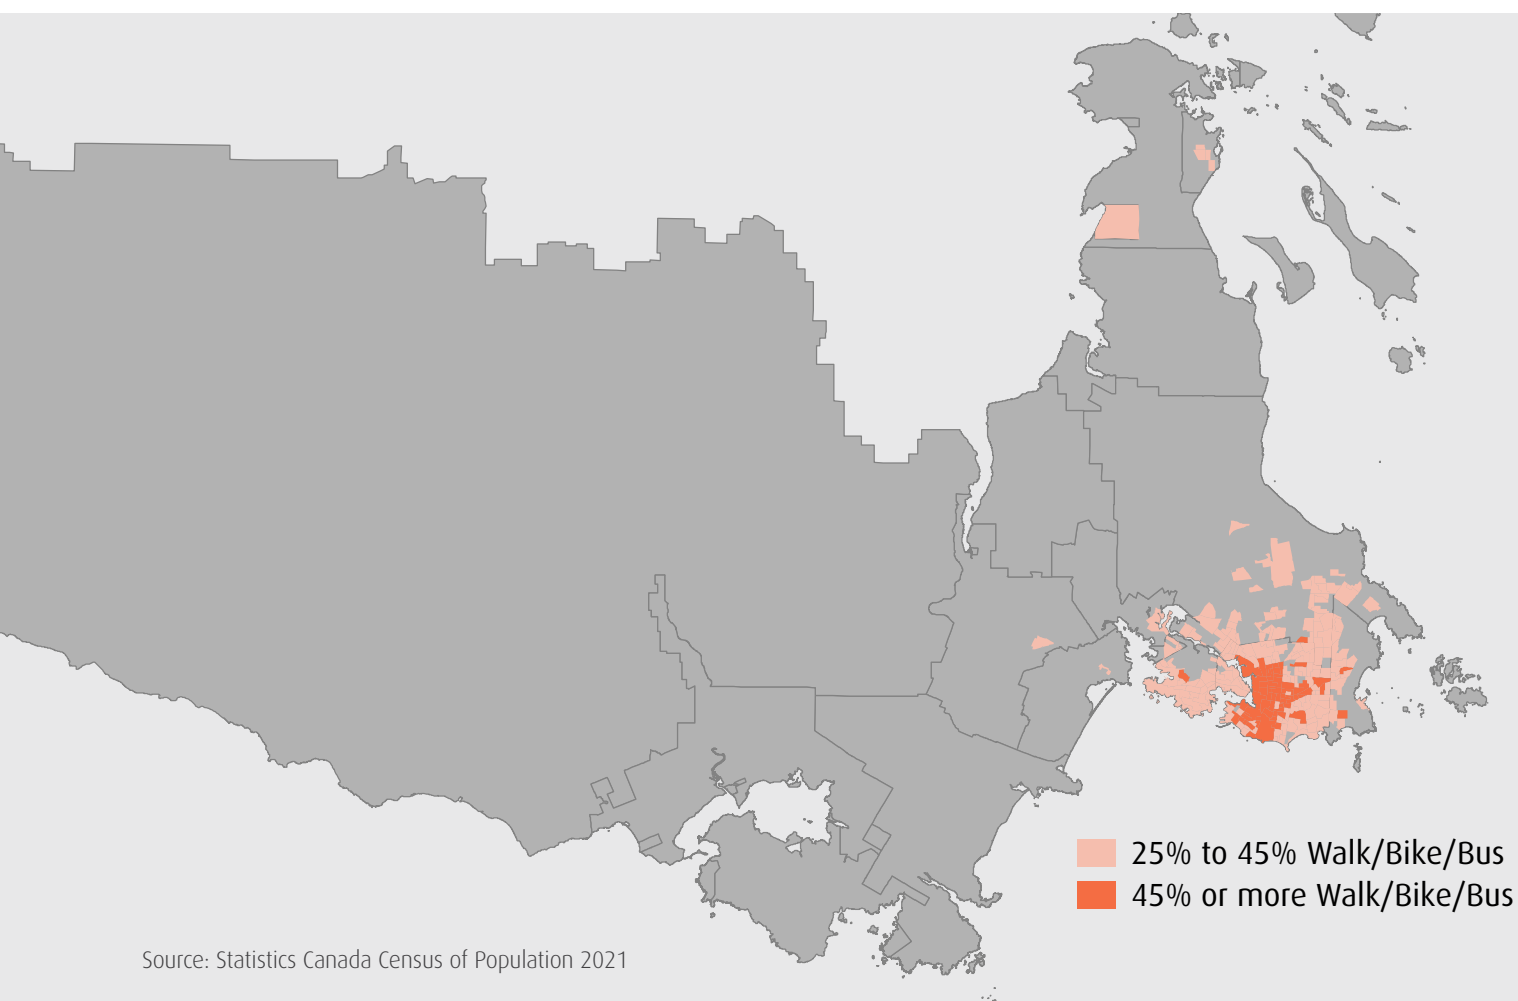 25% to 45% Walk/Bike/Bus
45% or more Walk/Bike/Bus
Source: Statistics Canada Census of Population 2021